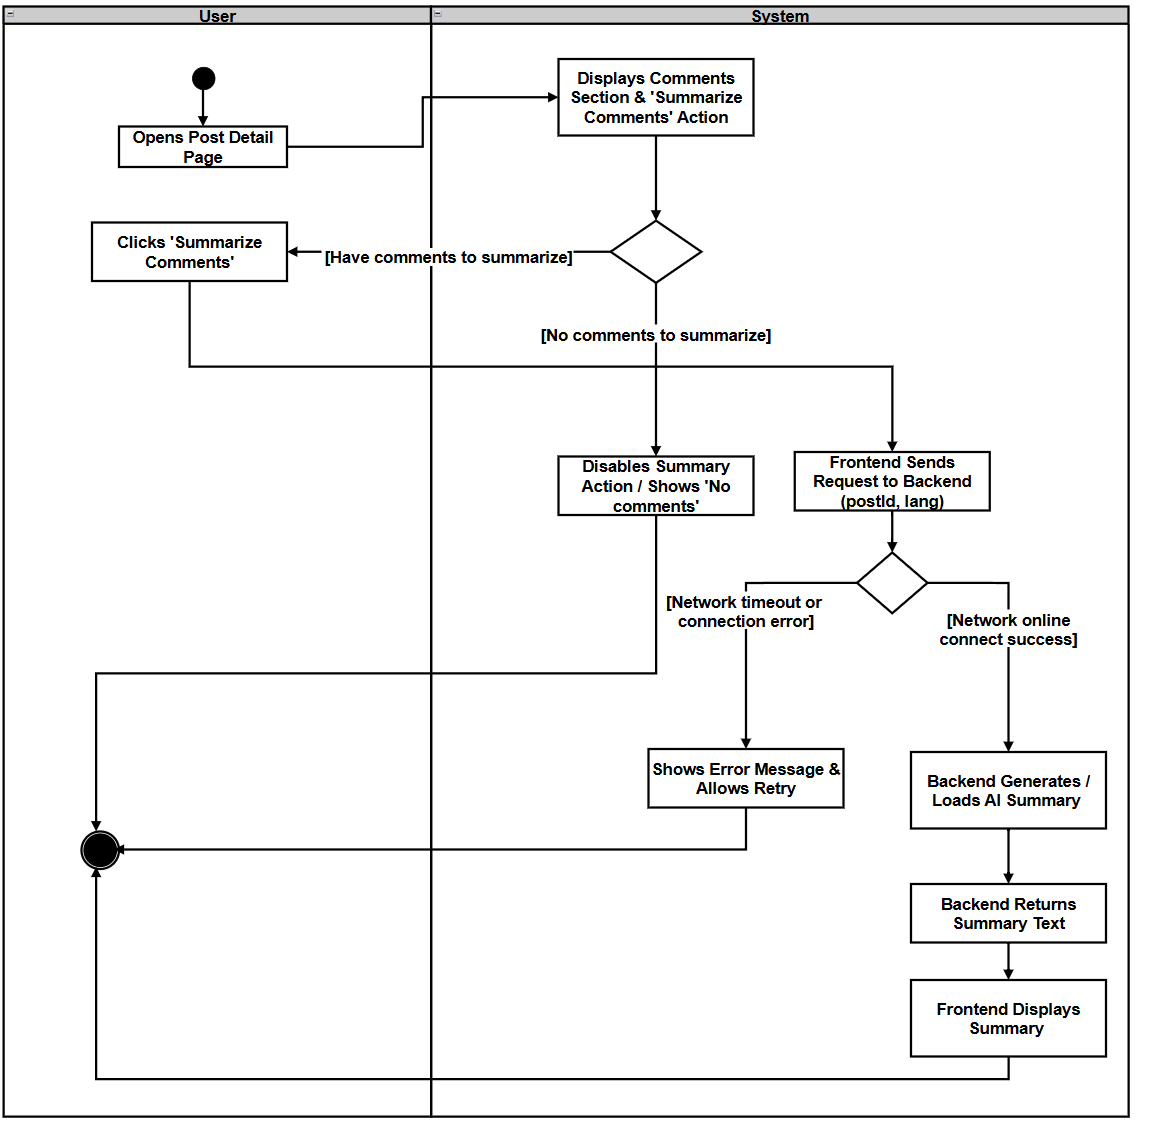 User
System
Displays Comments
Section & 'Summarize
Comments' Action
Opens Post Detail
Page
Clicks 'Summarize
Comments'
[Have comments to summarize]
[No comments to summarize]
Disables Summary
Action / Shows 'No
comments'
Frontend Sends
Request to Backend
(postId, lang)
[Network timeout or
connection error]
[Network online
connect success]
Shows Error Message &
Allows Retry
Backend Generates /
Loads AI Summary
Backend Returns
Summary Text
Frontend Displays
Summary